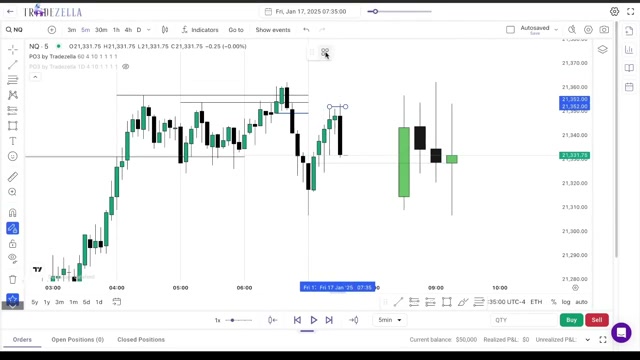 TRADEZELLA
Fri, Jan 17, 2025, 07:35:00
NQ
3m 5m 30m 1h 4h D
Indicators
Go to
Show events
Autosaved
Save
NQ · 5 O21,331.75 H21,331.75 L21,331.75 C21,331.75 −0.25 (−0.00%)
PO3 by Tradezella 60 4 10 1 1 1 1
PO3 by Tradezella 10 4 10 1 1 1 1
21,370.00
21,360.00
21,352.00
21,352.00
21,340.00
21,331.75
21,320.00
21,310.00
21,300.00
21,290.00
21,280.00
03:00
04:00
05:00
06:00
Fri 17 Jan '25 07:35
09:00
10:00
5y 1y 3m 1m 5d 1d
:35:00 UTC-4
ETH
%
log
auto
1x
5min
QTY
Buy
Sell
Orders
Open Positions (0)
Closed Positions
Current balance: $50,000
Realized P&L: $0
Unrealized P&L: